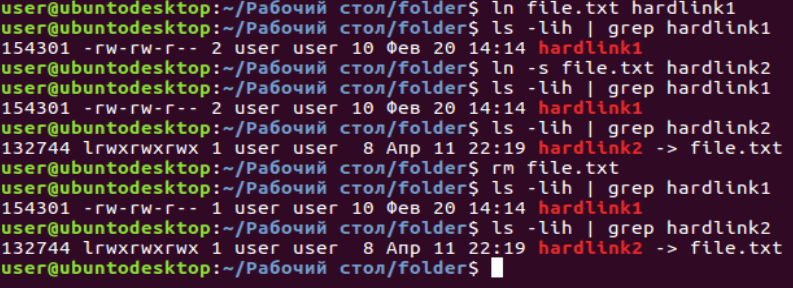 user@ubuntodesktop:~/Рабочий стол/folder$ ln file.txt hardlink1
user@ubuntodesktop:~/Рабочий стол/folder$ ls -lih | grep hardlink1
154301 -rw-rw-r-- 2 user user 10 Фев 20 14:14 hardlink1
user@ubuntodesktop:~/Рабочий стол/folder$ ln -s file.txt hardlink2
user@ubuntodesktop:~/Рабочий стол/folder$ ls -lih | grep hardlink1
154301 -rw-rw-r-- 2 user user 10 Фев 20 14:14 hardlink1
user@ubuntodesktop:~/Рабочий стол/folder$ ls -lih | grep hardlink2
132744 lrwxrwxrwx 1 user user  8 Апр 11 22:19 hardlink2 -> file.txt
user@ubuntodesktop:~/Рабочий стол/folder$ rm file.txt
user@ubuntodesktop:~/Рабочий стол/folder$ ls -lih | grep hardlink1
154301 -rw-rw-r-- 1 user user 10 Фев 20 14:14 hardlink1
user@ubuntodesktop:~/Рабочий стол/folder$ ls -lih | grep hardlink2
132744 lrwxrwxrwx 1 user user  8 Апр 11 22:19 hardlink2 -> file.txt
user@ubuntodesktop:~/Рабочий стол/folder$